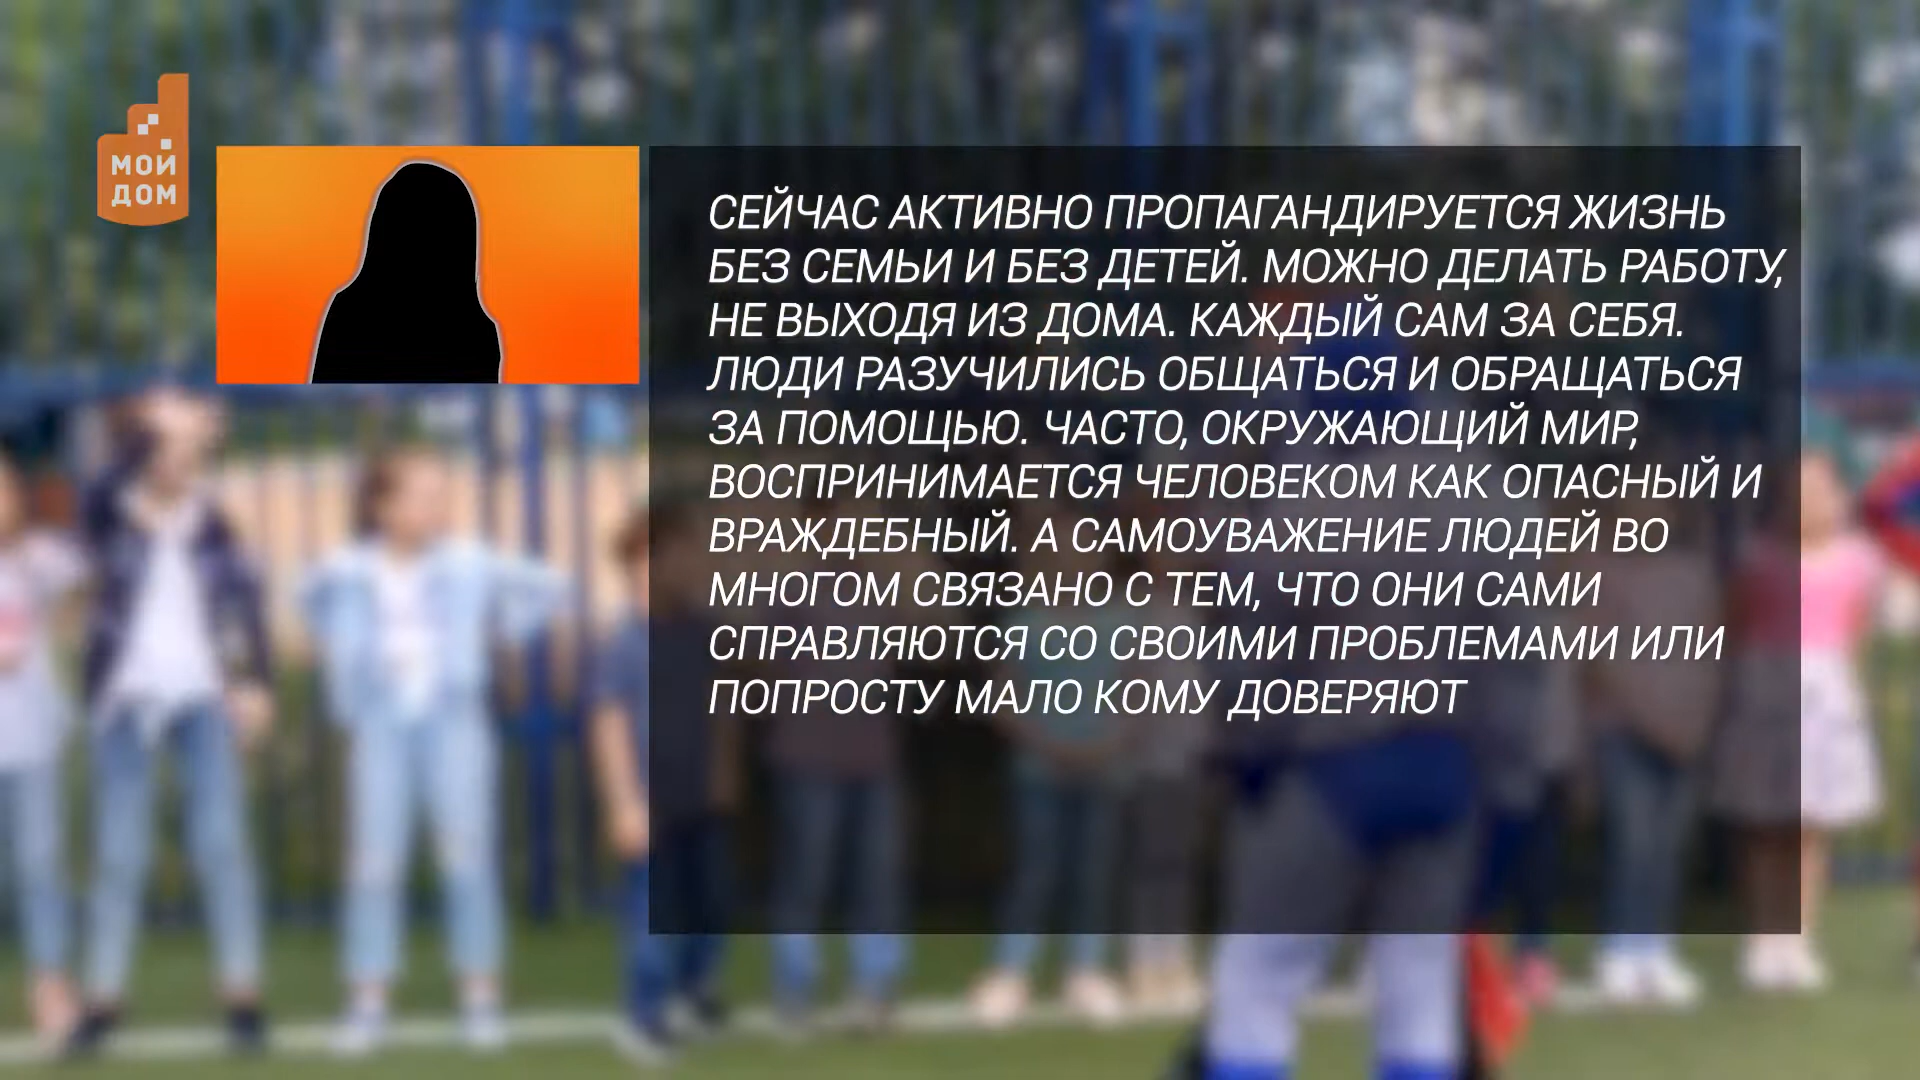 МОЙ
ДОМ
СЕЙЧАС АКТИВНО ПРОПАГАНДИРУЕТСЯ ЖИЗНЬ
БЕЗ СЕМЬИ И БЕЗ ДЕТЕЙ. МОЖНО ДЕЛАТЬ РАБОТУ,
НЕ ВЫХОДЯ ИЗ ДОМА. КАЖДЫЙ САМ ЗА СЕБЯ.
ЛЮДИ РАЗУЧИЛИСЬ ОБЩАТЬСЯ И ОБРАЩАТЬСЯ
ЗА ПОМОЩЬЮ. ЧАСТО, ОКРУЖАЮЩИЙ МИР,
ВОСПРИНИМАЕТСЯ ЧЕЛОВЕКОМ КАК ОПАСНЫЙ И
ВРАЖДЕБНЫЙ. А САМОУВАЖЕНИЕ ЛЮДЕЙ ВО
МНОГОМ СВЯЗАНО С ТЕМ, ЧТО ОНИ САМИ
СПРАВЛЯЮТСЯ СО СВОИМИ ПРОБЛЕМАМИ ИЛИ
ПОПРОСТУ МАЛО КОМУ ДОВЕРЯЮТ